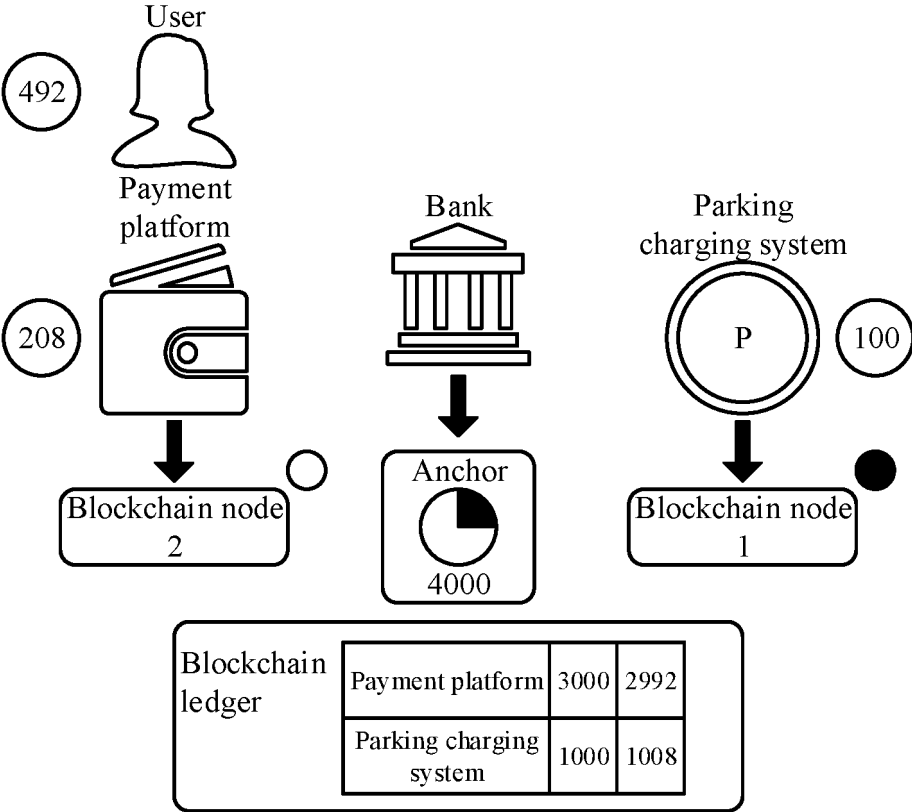 User
492
Payment
platform
208
Bank
Parking
charging system
P
100
Anchor
4000
Blockchain node
2
Blockchain node
1
Blockchain
ledger
Payment platform 3000 2992
Parking charging
system 1000 1008